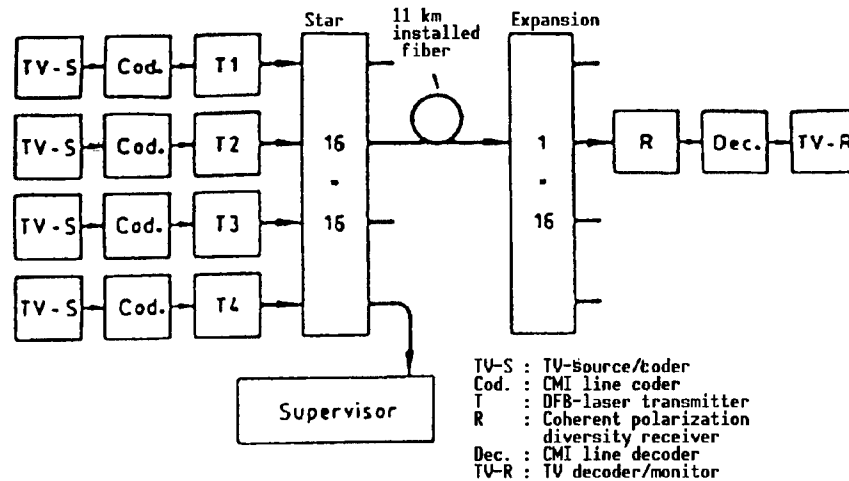 Star
11 km
installed
fiber
Expansion
TV-S Cod. T1
TV-S Cod. T2 16 1 R Dec. TV-R
-
-
TV-S Cod. T3 16 16
TV-S Cod. T4
Supervisor
TV-S : TV-source/coder
Cod. : CMI line coder
T : DFB-laser transmitter
R : Coherent polarization
diversity receiver
Dec. : CMI line decoder
TV-R : TV decoder/monitor